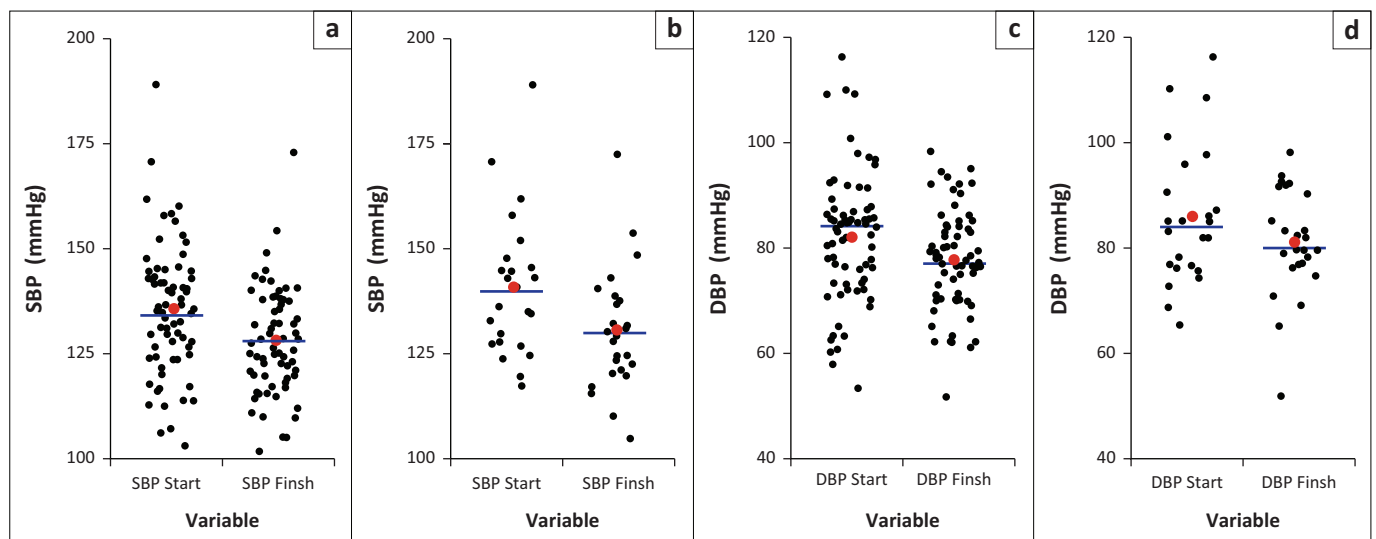 a
200
175
150
125
100
SBP (mmHg)
SBP Start SBP Finsh
Variable
b
200
175
150
125
100
SBP (mmHg)
SBP Start SBP Finsh
Variable
c
120
100
80
60
40
DBP (mmHg)
DBP Start DBP Finsh
Variable
d
120
100
80
60
40
DBP (mmHg)
DBP Start DBP Finsh
Variable